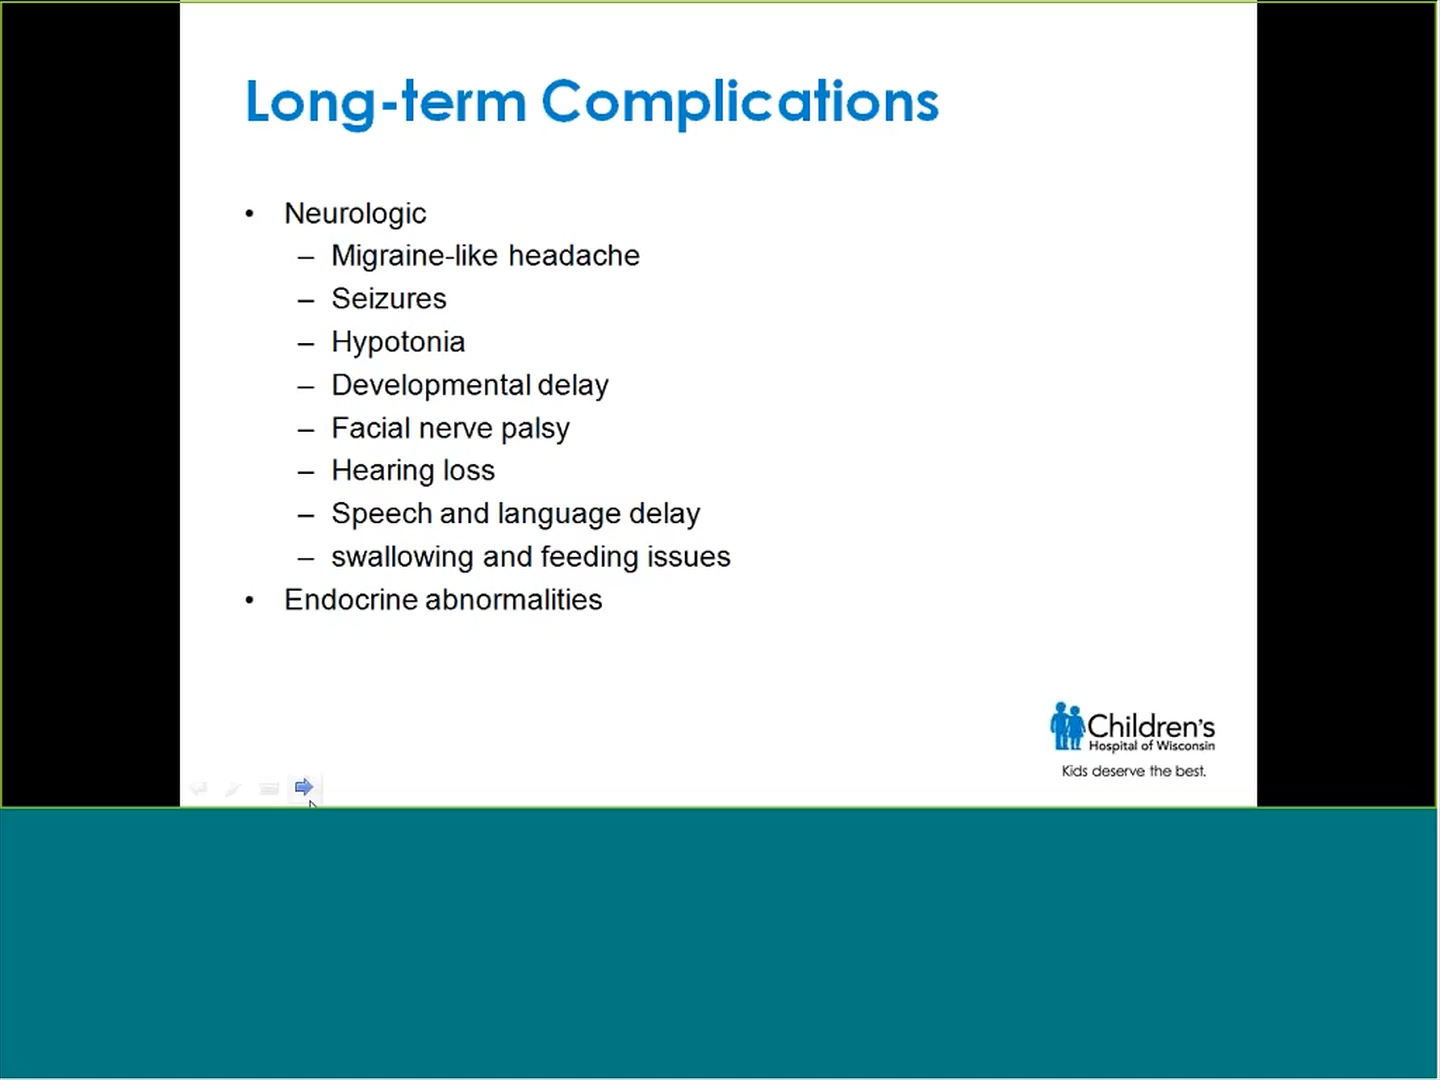 Long-term Complications
• Neurologic
– Migraine-like headache
– Seizures
– Hypotonia
– Developmental delay
– Facial nerve palsy
– Hearing loss
– Speech and language delay
– swallowing and feeding issues
• Endocrine abnormalities
Children's
Hospital of Wisconsin
Kids deserve the best.